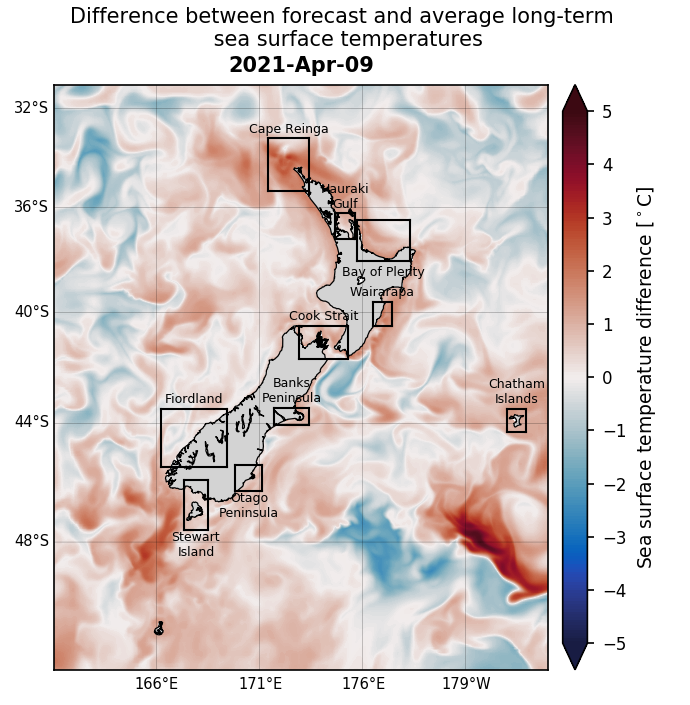 Difference between forecast and average long-term
sea surface temperatures
2021-Apr-09
32°S
36°S
40°S
44°S
48°S
Cape Reinga
Hauraki
Gulf
Bay of Plenty
Wairarapa
Cook Strait
Banks
Peninsula
Fiordland
Chatham
Islands
Otago
Peninsula
Stewart
Island
166°E
171°E
176°E
179°W
5
4
3
2
1
0
−1
−2
−3
−4
−5
Sea surface temperature difference [°C]